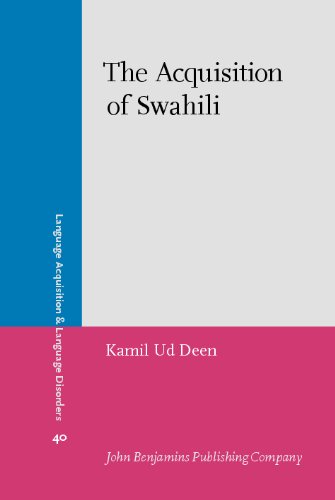 The Acquisition
of Swahili
Language Acquisition & Language Disorders
40
Kamil Ud Deen
John Benjamins Publishing Company